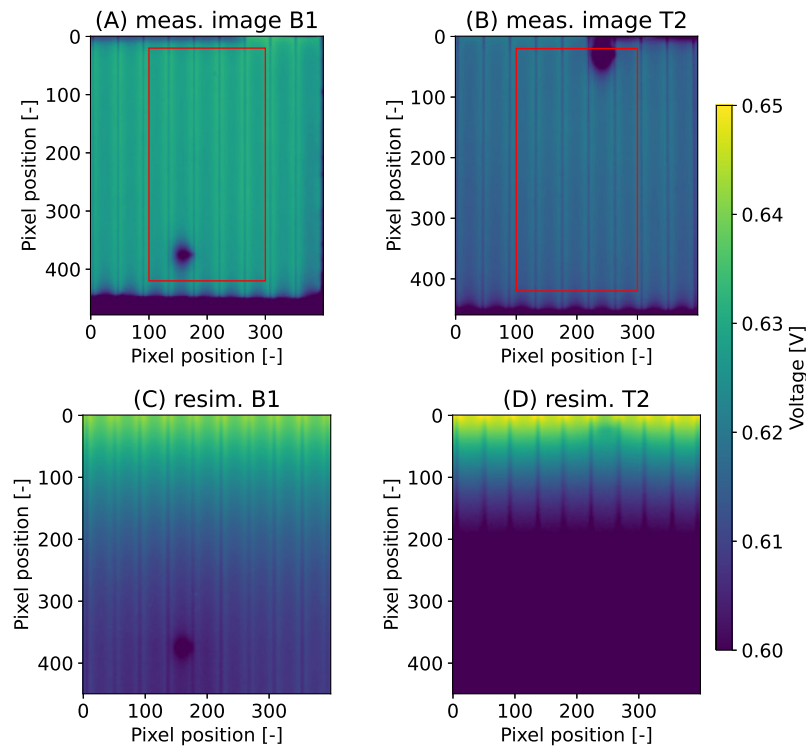 (A) meas. image B1
(B) meas. image T2
0
100
200
300
400
Pixel position [-]
0 100 200 300
Pixel position [-]
0
100
200
300
400
Pixel position [-]
0 100 200 300
Pixel position [-]
(C) resim. B1
(D) resim. T2
0
100
200
300
400
Pixel position [-]
0 100 200 300
Pixel position [-]
0
100
200
300
400
Pixel position [-]
0 100 200 300
Pixel position [-]
0.65
0.64
0.63
0.62
0.61
0.60
Voltage [V]